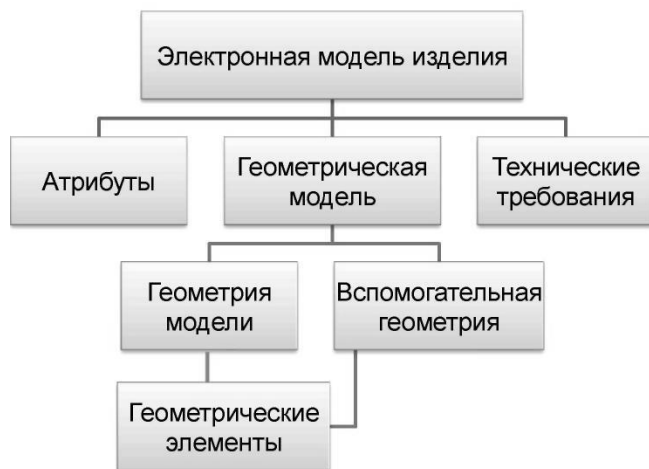 Электронная модель изделия
Атрибуты
Геометрическая
модель
Технические
требования
Геометрия
модели
Вспомогательная
геометрия
Геометрические
элементы